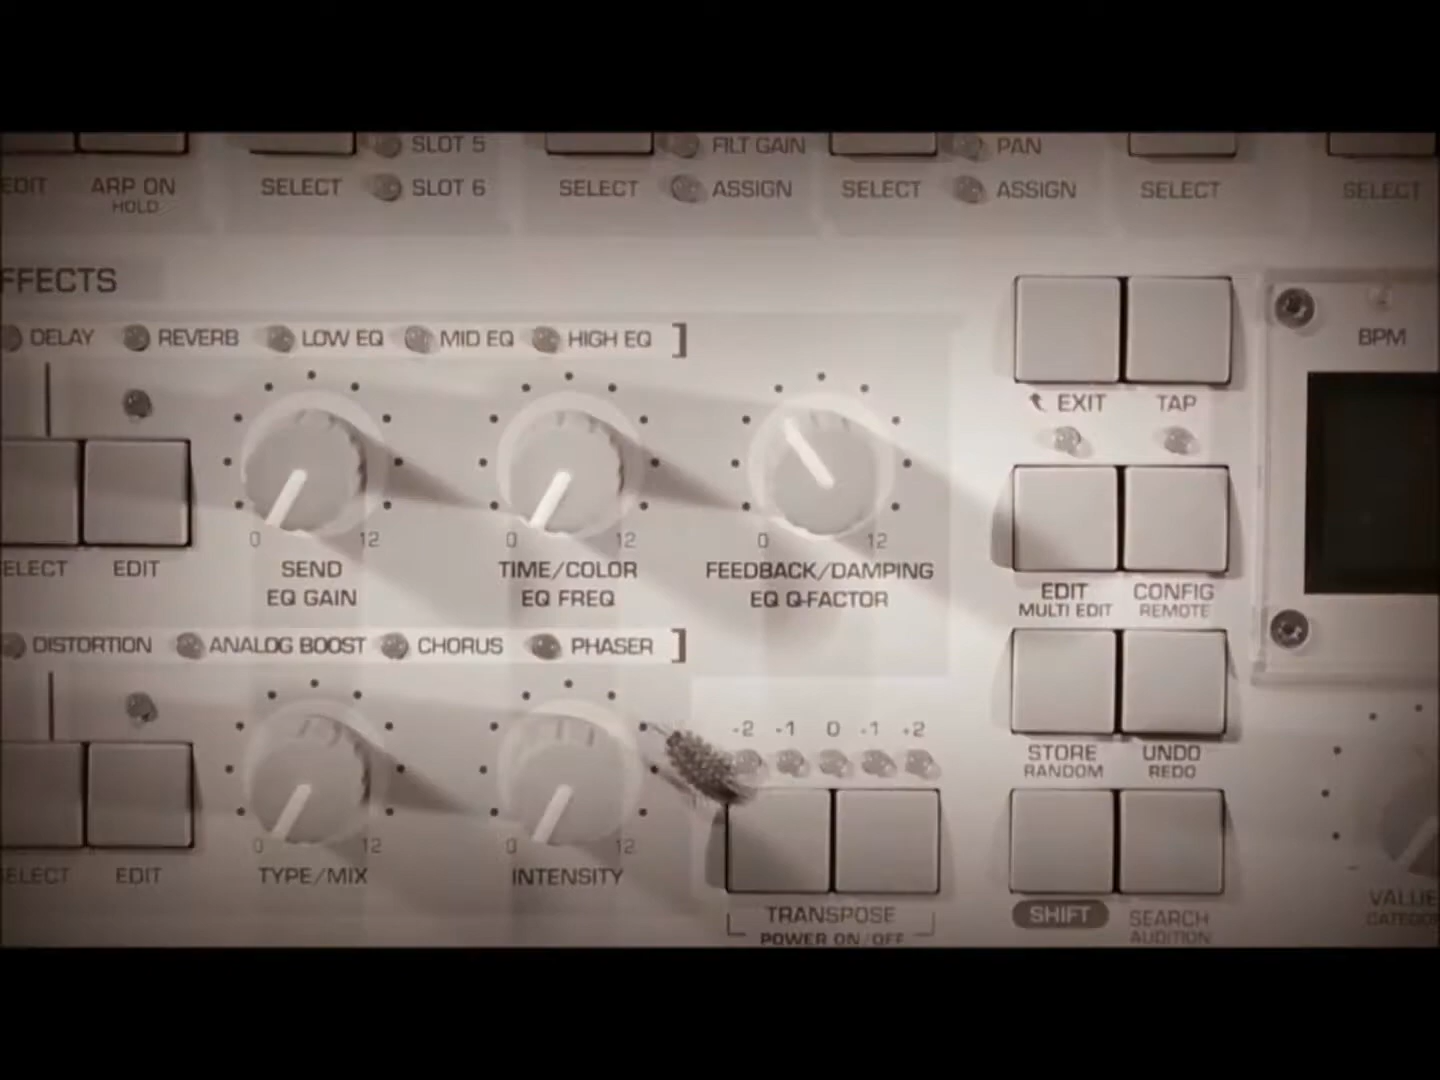 SLOT 5 FILT GAIN PAN
EDIT ARP ON SELECT SLOT 6 SELECT ASSIGN SELECT ASSIGN SELECT SELECT
HOLD
FFECTS
DELAY REVERB LOW EQ MID EQ HIGH EQ ]
BPM
EXIT TAP
0 12 0 12 0 12
ELECT EDIT SEND TIME/COLOR FEEDBACK/DAMPING
EQ GAIN EQ FREQ EQ Q-FACTOR
EDIT CONFIG
MULTI EDIT REMOTE
DISTORTION ANALOG BOOST CHORUS PHASER ]
-2 -1 0 -1 +2
STORE UNDO
RANDOM REDO
0 12 0 12
ELECT EDIT TYPE/MIX INTENSITY
TRANSPOSE
POWER ON/OFF
SHIFT SEARCH
AUDITION
VALUE
CATEGO